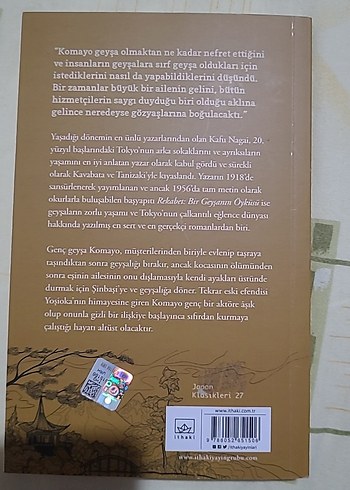 "Komayo geyşa olmaktan ne kadar nefret ettiğini
ve insanların geyşalara sırf geyşa oldukları için
istediklerini nasıl da yapabildiklerini düşündü.
Bir zamanlar büyük bir ailenin gelini, bütün
hizmetçilerin saygı duyduğu biri olduğu aklına
gelince neredeyse gözyaşlarına boğulacaktı."
Yaşadığı dönemin en ünlü yazarlarından olan Kafu Nagai, 20.
yüzyıl başlarındaki Tokyo'nun arka sokaklarını ve ayrıksıların
yaşamını en iyi anlatan yazar olarak kabul gördü ve sürekli
olarak Kavabata ve Tanizaki'yle kıyaslandı. Yazarın 1918'de
sansürlenerek yayımlanan ve ancak 1956'da tam metin olarak
okurlarla buluşabilen başyapıtı Rekabet: Bir Geyşanın Öyküsü ise
geyşaların zorlu yaşamı ve Tokyo'nun çalkantılı eğlence dünyası
hakkında yazılmış en sert ve en gerçekçi romanlardan biri.
Genç geyşa Komayo, müşterilerinden biriyle evlenip taşraya
taşındıktan sonra geyşalığı bırakır, ancak kocasının ölümünden
sonra eşinin ailesinin onu dışlamasıyla kendi ayakları üstünde
durmak için Şinbaşi'ye ve geyşalığa döner. Tekrar eski efendisi
Yoşioka'nın himayesine giren Komayo genç bir aktöre âşık
olup onunla gizli bir ilişkiye başlayınca sıfırdan kurmaya
çalıştığı hayatı altüst olacaktır.
Japon
Klasikleri 27
ithaki
www.ithaki.com.tr
9 786052 651506
/ithakiyayinlari
www.ithakiyayingrubu.com